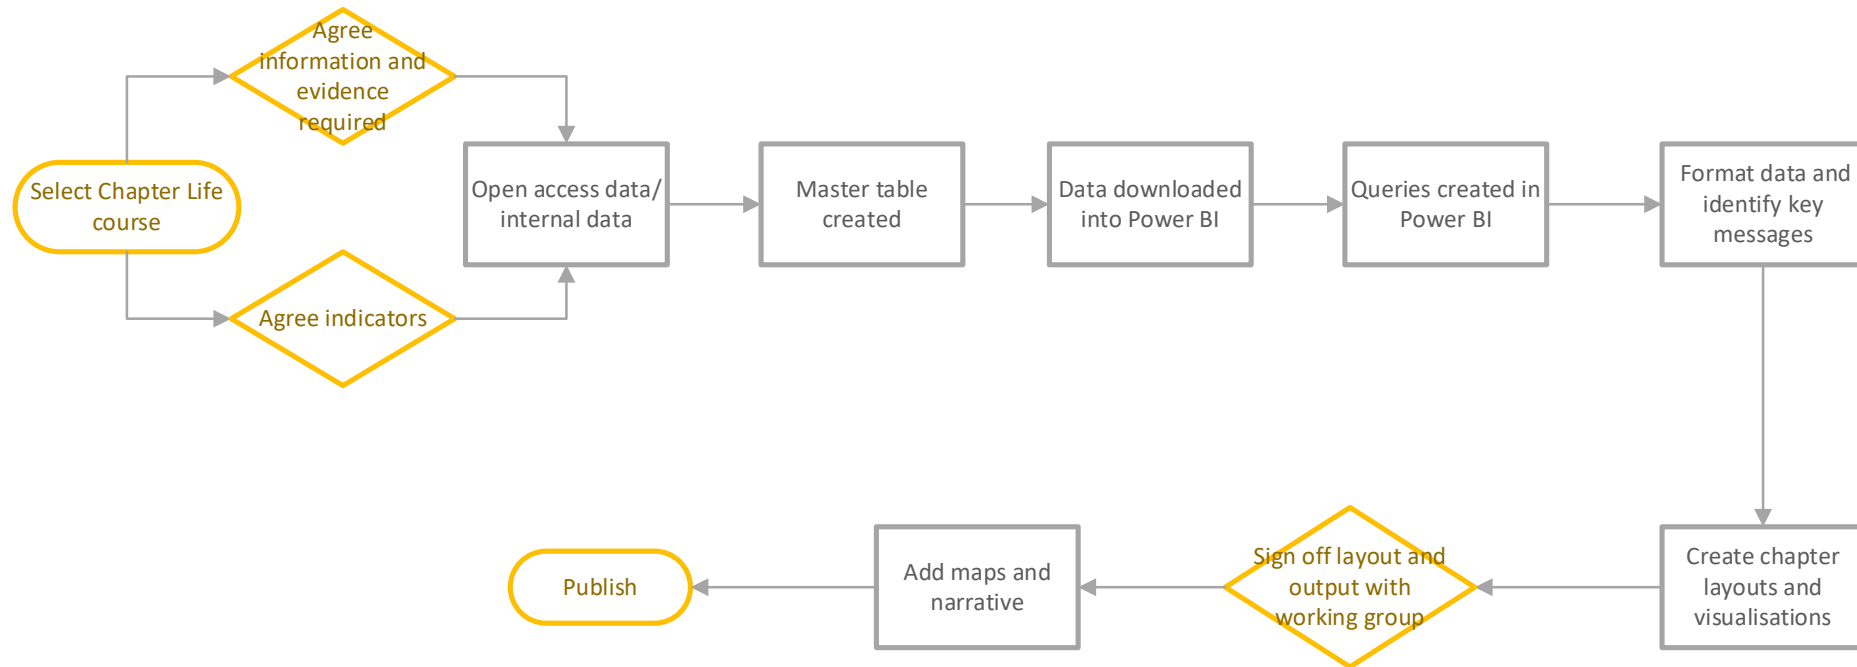 Agree
information and
evidence
required
Select Chapter Life
course
Agree indicators
Open access data/
internal data
Master table
created
Data downloaded
into Power BI
Queries created in
Power BI
Format data and
identify key
messages
Create chapter
layouts and
visualisations
Sign off layout and
output with
working group
Add maps and
narrative
Publish